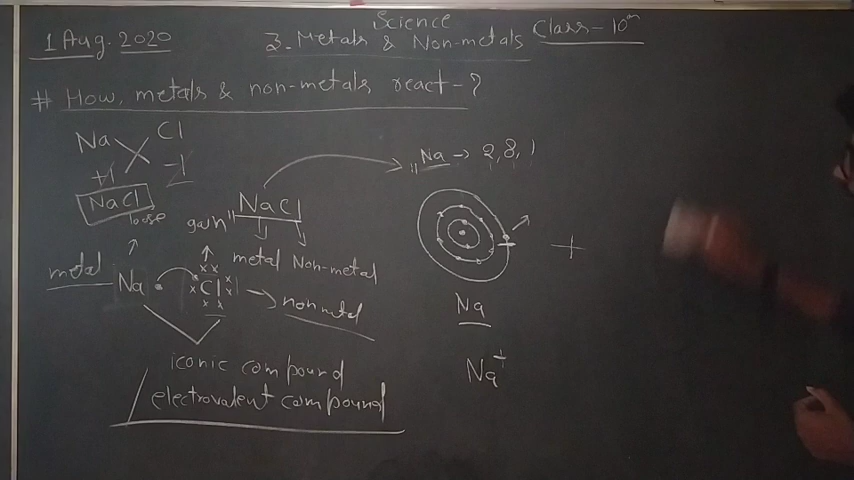 Science
1 Aug. 2020
3. Metals & Non-metals Class-10th
# How, metals & non-metals react-?
Na Cl
+1 -1
NaCl
Na → 2,8,1
NaCl
loose
gain
metal Non-metal
metal
Na
Cl
non metal
Na
Na+
iconic compound
electrovalent compound
+